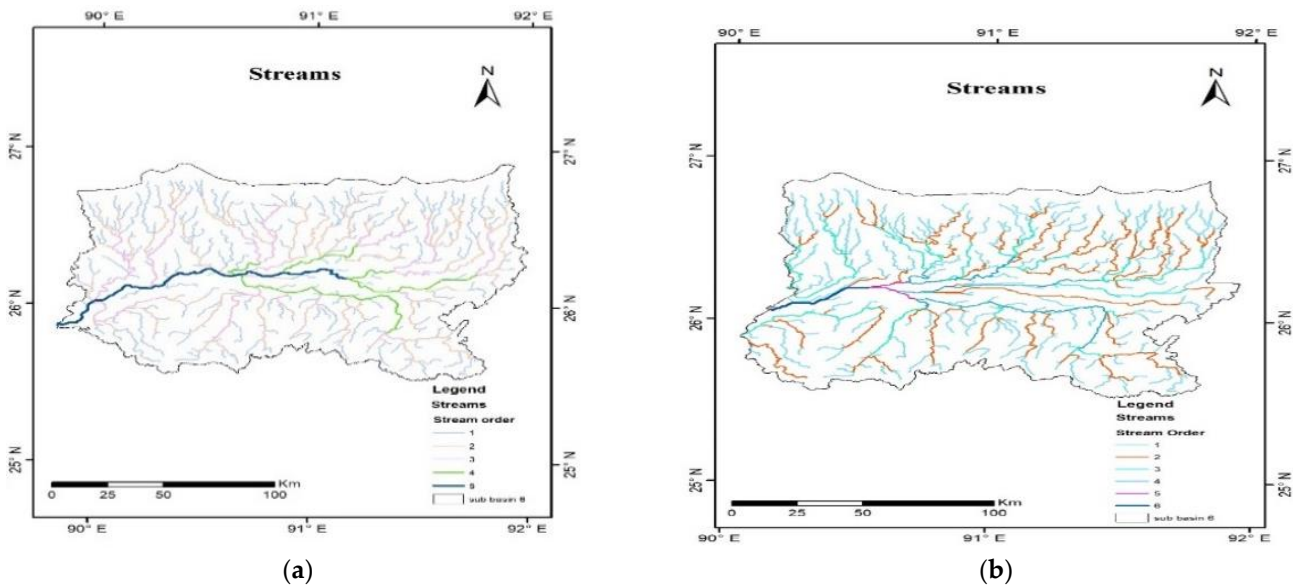 90° E 91° E 92° E
Streams
N
27° N 27° N
26° N 26° N
25° N 25° N
Legend
Streams
Stream order
1
2
3
4
5
sub basin 6
Km
0 25 50 100
90° E 91° E 92° E
(a)
90° E 91° E 92° E
Streams
N
27° N 27° N
26° N 26° N
25° N 25° N
Legend
Streams
Stream Order
1
2
3
4
5
6
sub basin 6
Km
0 25 50 100
90° E 91° E 92° E
(b)